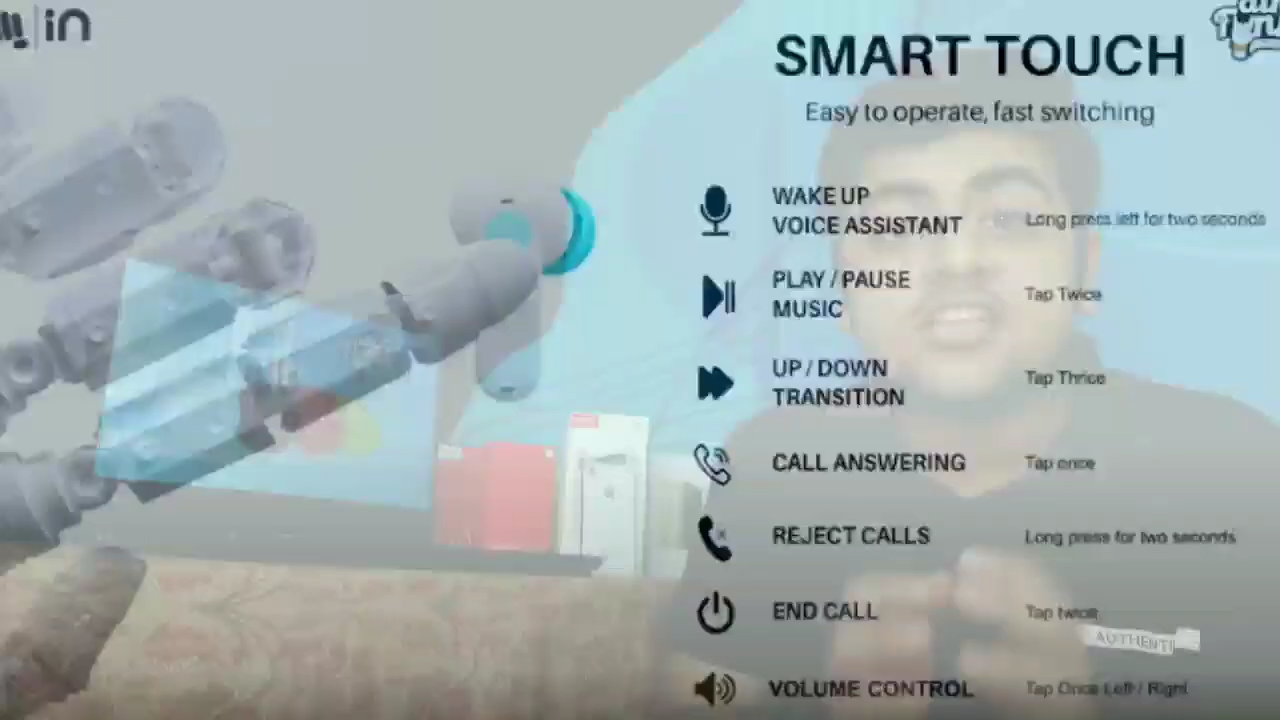 in
SMART TOUCH
Easy to operate, fast switching
WAKE UP
VOICE ASSISTANT
Long press left for two seconds
PLAY / PAUSE
MUSIC
Tap Twice
UP / DOWN
TRANSITION
Tap Thrice
CALL ANSWERING
Tap once
REJECT CALLS
Long press for two seconds
END CALL
Tap twice
AUTHENTI
VOLUME CONTROL
Tap Once Left / Right